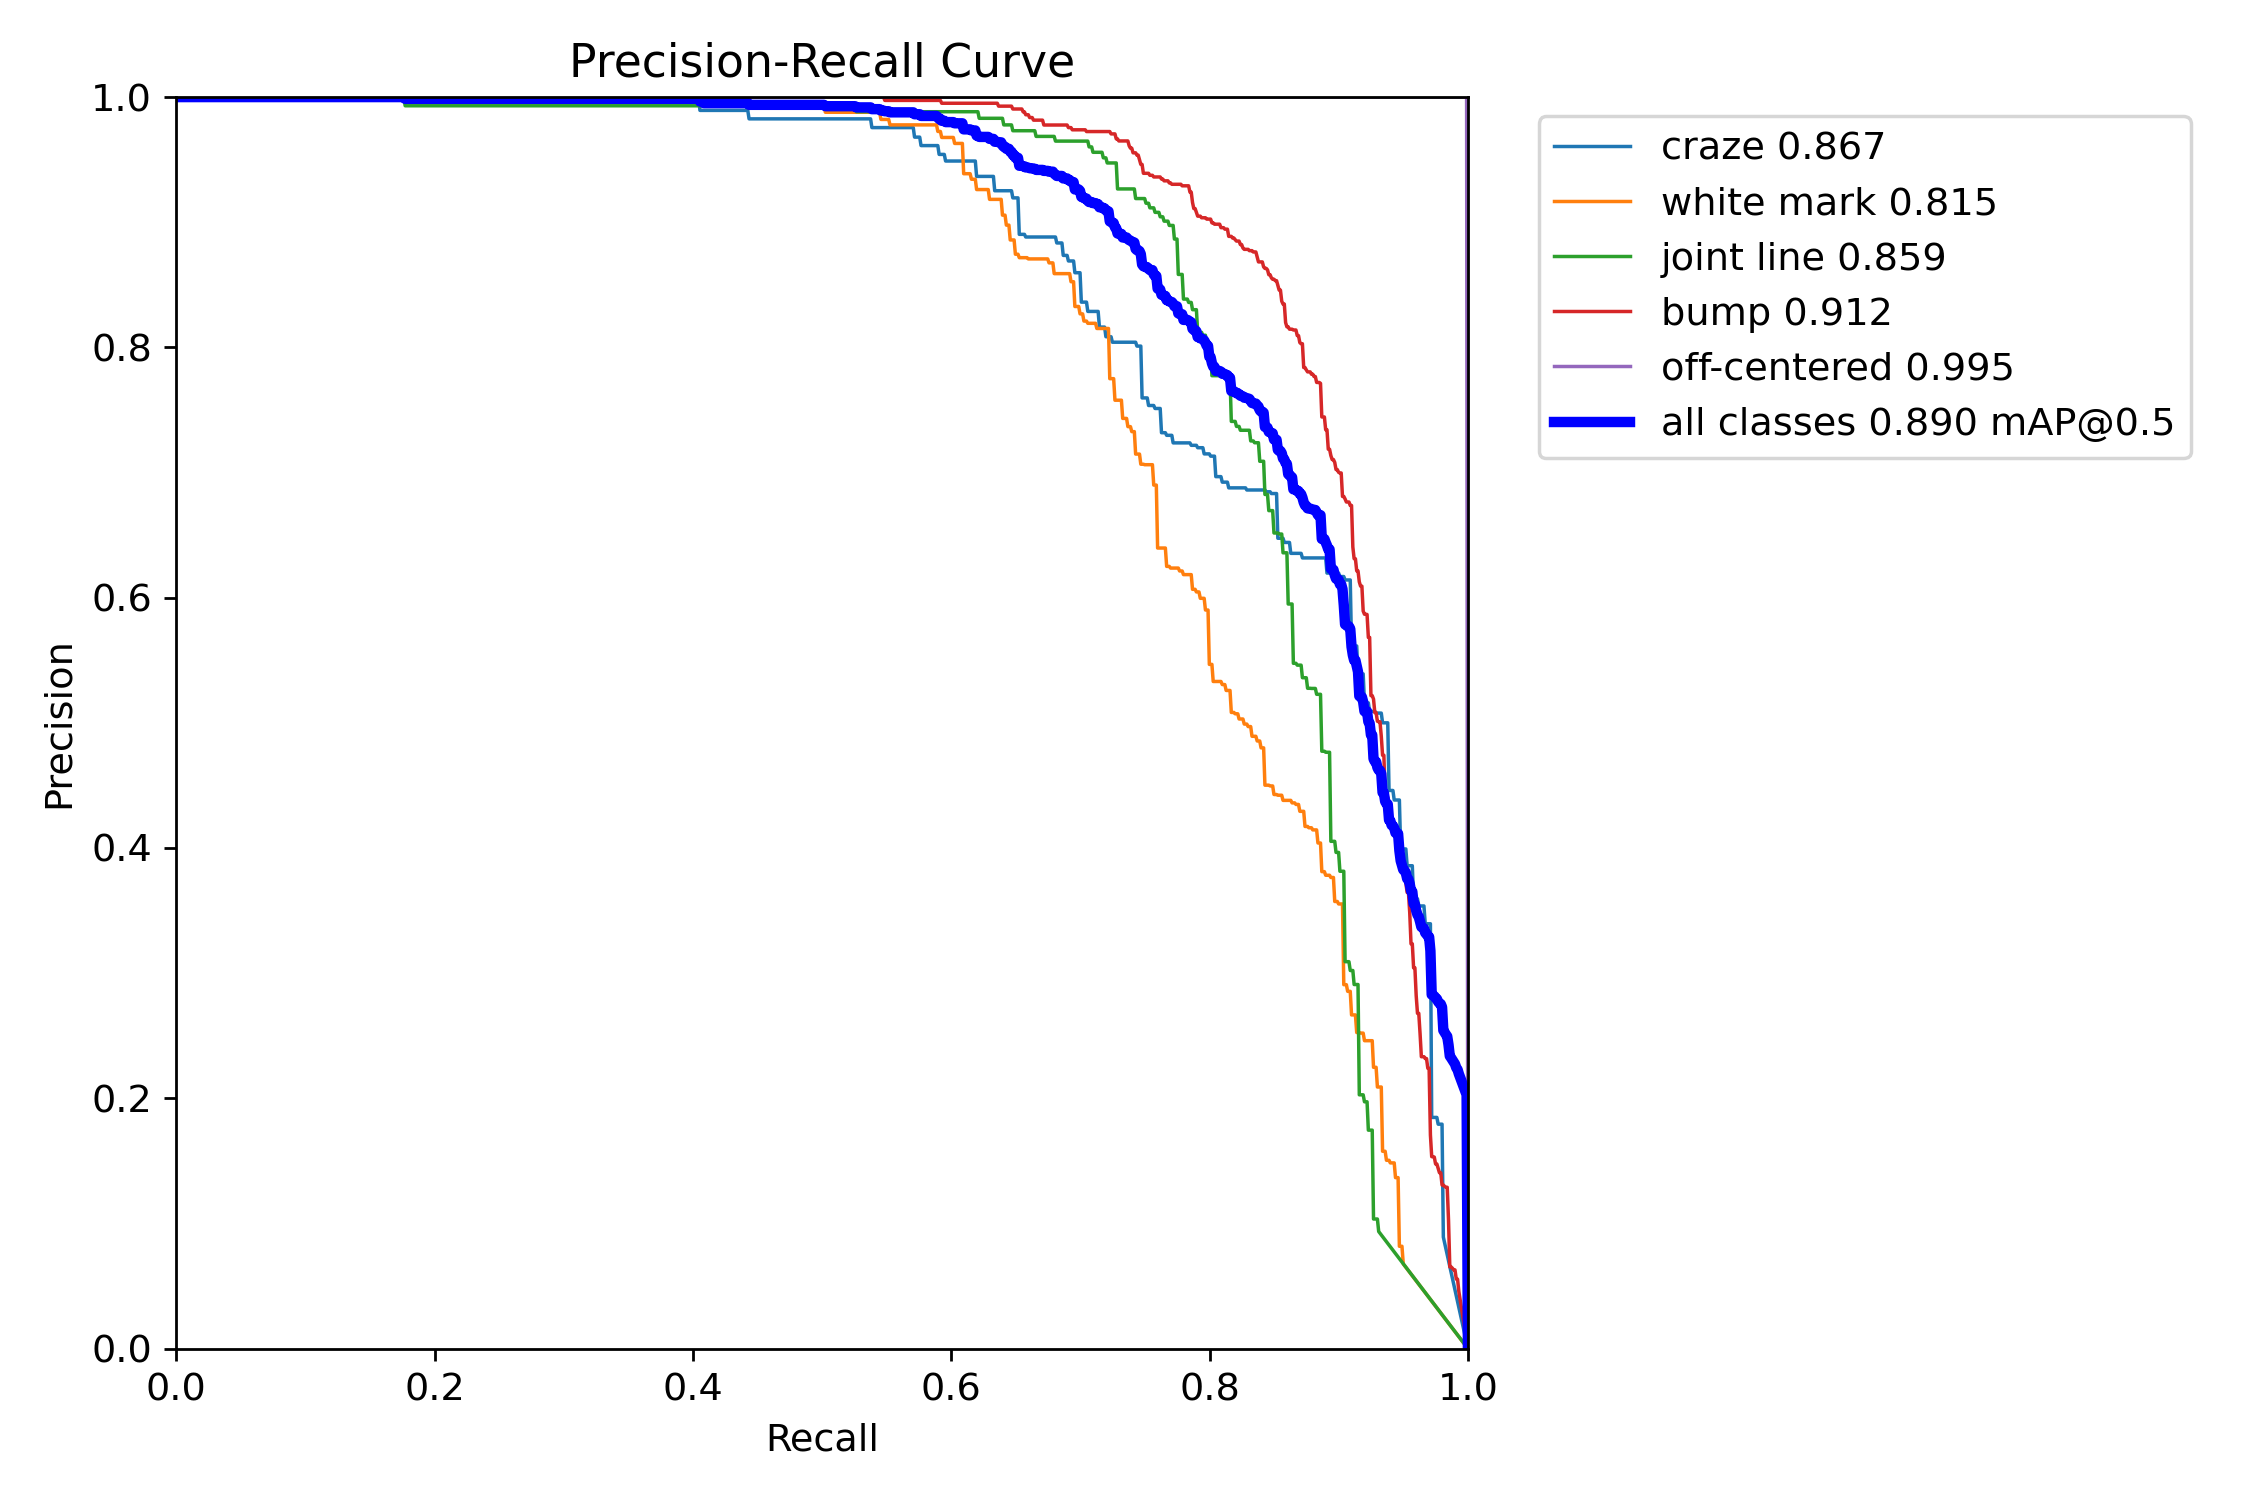 Precision-Recall Curve
1.0
0.8
0.6
0.4
0.2
0.0
Precision
0.0 0.2 0.4 0.6 0.8 1.0
Recall
craze 0.867
white mark 0.815
joint line 0.859
bump 0.912
off-centered 0.995
all classes 0.890 mAP@0.5